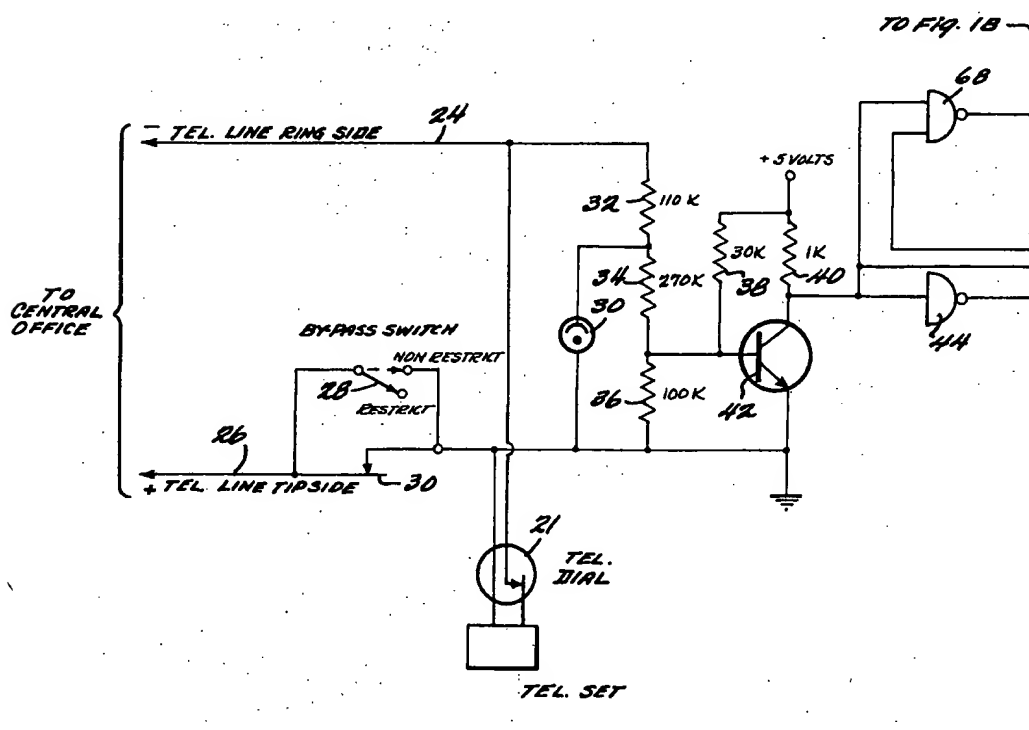 TO Fig. 1B
68
24
– TEL. LINE RING SIDE
+ 5 VOLTS
32
110 K
30K
1K
34
270K
38
40
30
TO
CENTRAL
OFFICE
BY-PASS SWITCH
NON RESTRICT
28
RESTRICT
36
100K
42
44
26
+ TEL. LINE TIP SIDE
30
21
TEL.
DIAL
TEL. SET